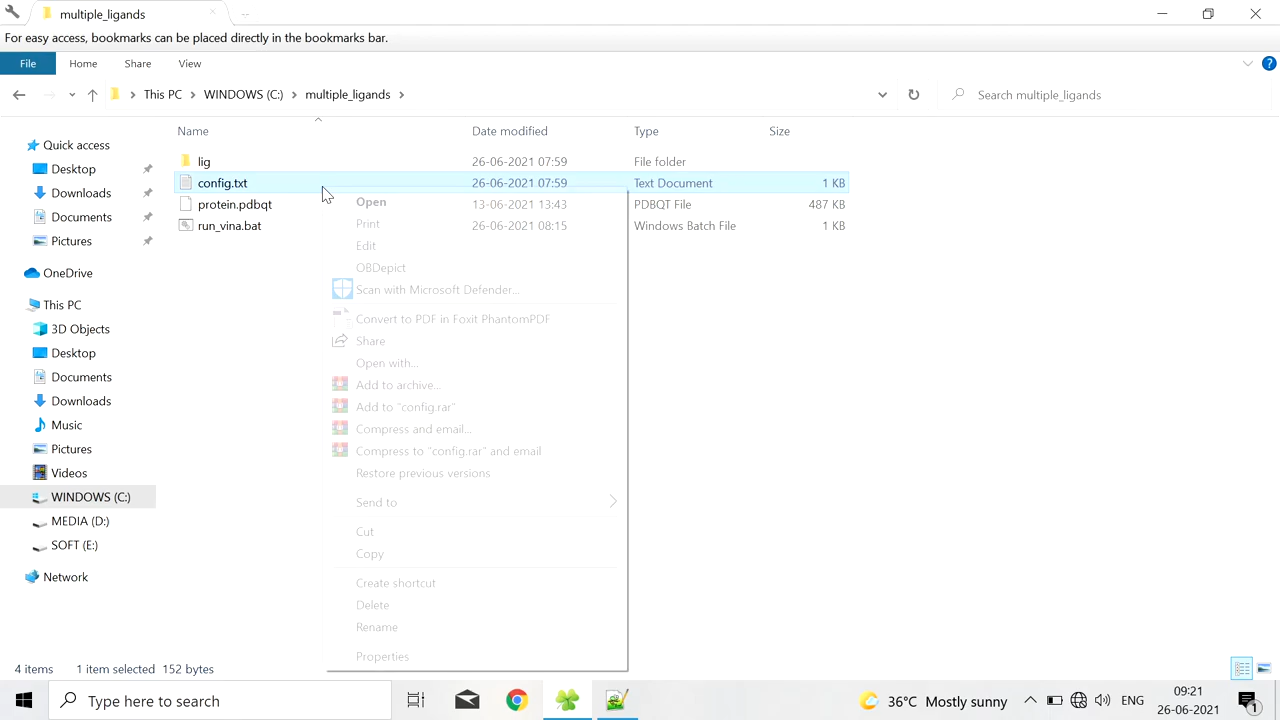 multiple_ligands
For easy access, bookmarks can be placed directly in the bookmarks bar.
File Home Share View
This PC WINDOWS (C:) multiple_ligands
Search multiple_ligands
Name Date modified Type Size
Quick access
Desktop
Downloads
Documents
Pictures
OneDrive
This PC
3D Objects
Desktop
Documents
Downloads
Music
Pictures
Videos
WINDOWS (C:)
MEDIA (D:)
SOFT (E:)
Network
lig 26-06-2021 07:59 File folder
config.txt 26-06-2021 07:59 Text Document 1 KB
protein.pdbqt 13-06-2021 13:43 PDBQT File 487 KB
run_vina.bat 26-06-2021 08:15 Windows Batch File 1 KB
Open
Print
Edit
OBDepict
Scan with Microsoft Defender...
Convert to PDF in Foxit PhantomPDF
Share
Open with...
Add to archive...
Add to "config.rar"
Compress and email...
Compress to "config.rar" and email
Restore previous versions
Send to
Cut
Copy
Create shortcut
Delete
Rename
Properties
4 items 1 item selected 152 bytes
Type here to search
36°C Mostly sunny
ENG
09:21
26-06-2021
1